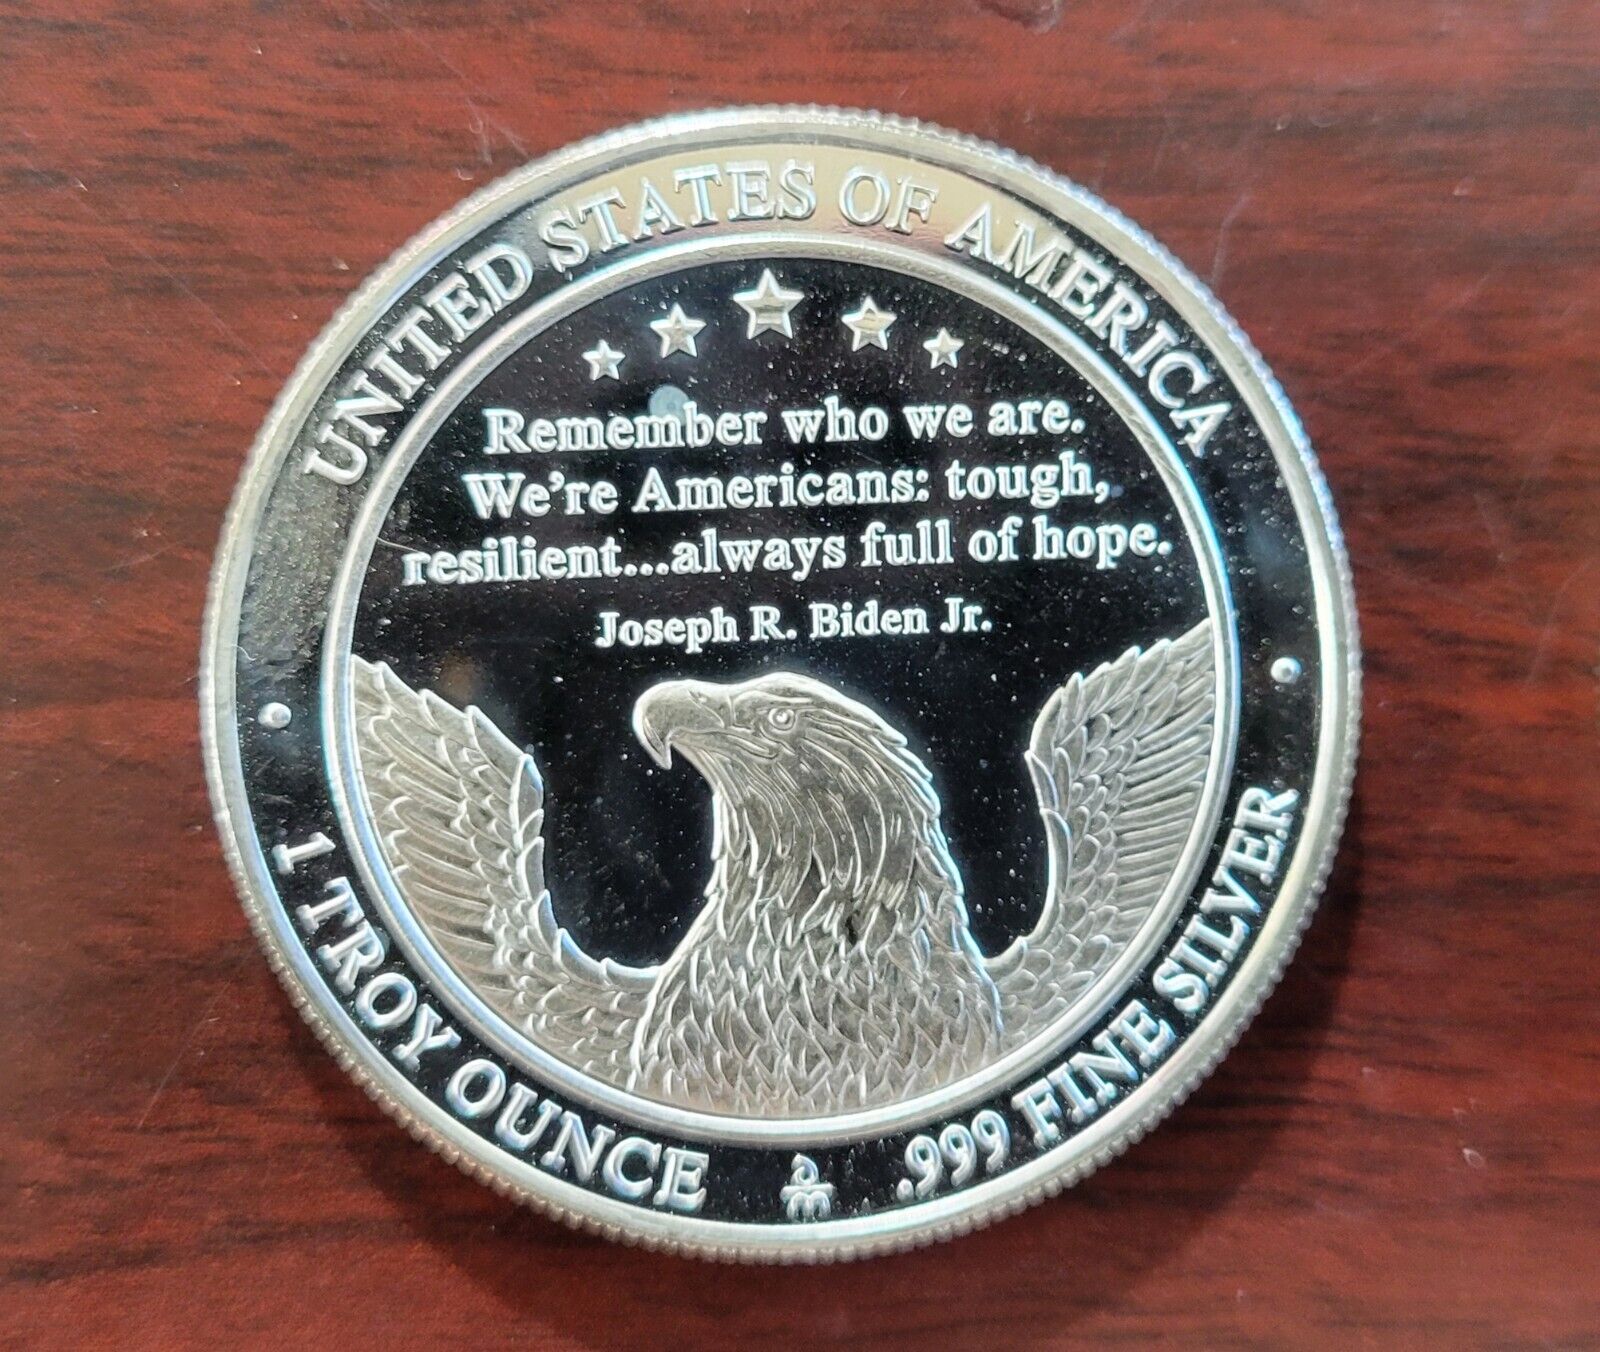 UNITED STATES OF AMERICA
Remember who we are.
We're Americans: tough,
resilient...always full of hope.
Joseph R. Biden Jr.
1 TROY OUNCE
.999 FINE SILVER